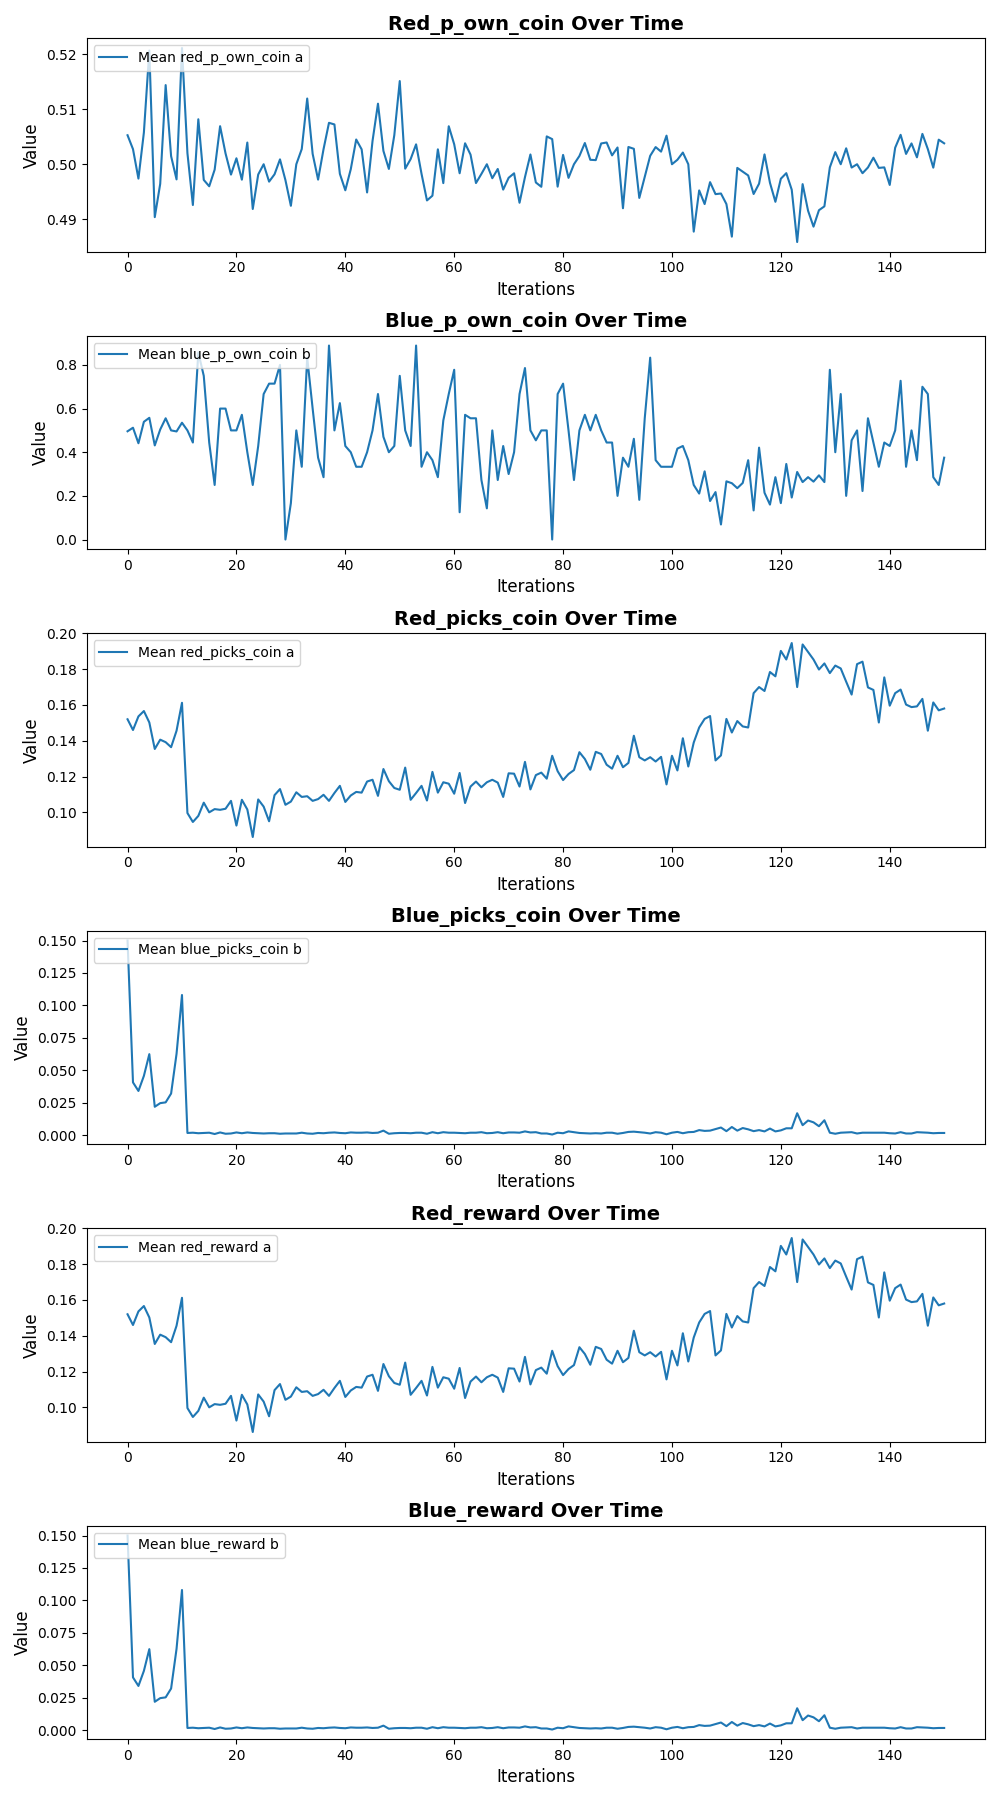 Red_p_own_coin Over Time
Mean red_p_own_coin a
0.52
0.51
0.50
0.49
Value
0 20 40 60 80 100 120 140
Iterations
Blue_p_own_coin Over Time
Mean blue_p_own_coin b
0.8
0.6
0.4
0.2
0.0
Value
0 20 40 60 80 100 120 140
Iterations
Red_picks_coin Over Time
Mean red_picks_coin a
0.20
0.18
0.16
0.14
0.12
0.10
Value
0 20 40 60 80 100 120 140
Iterations
Blue_picks_coin Over Time
Mean blue_picks_coin b
0.150
0.125
0.100
0.075
0.050
0.025
0.000
Value
0 20 40 60 80 100 120 140
Iterations
Red_reward Over Time
Mean red_reward a
0.20
0.18
0.16
0.14
0.12
0.10
Value
0 20 40 60 80 100 120 140
Iterations
Blue_reward Over Time
Mean blue_reward b
0.150
0.125
0.100
0.075
0.050
0.025
0.000
Value
0 20 40 60 80 100 120 140
Iterations